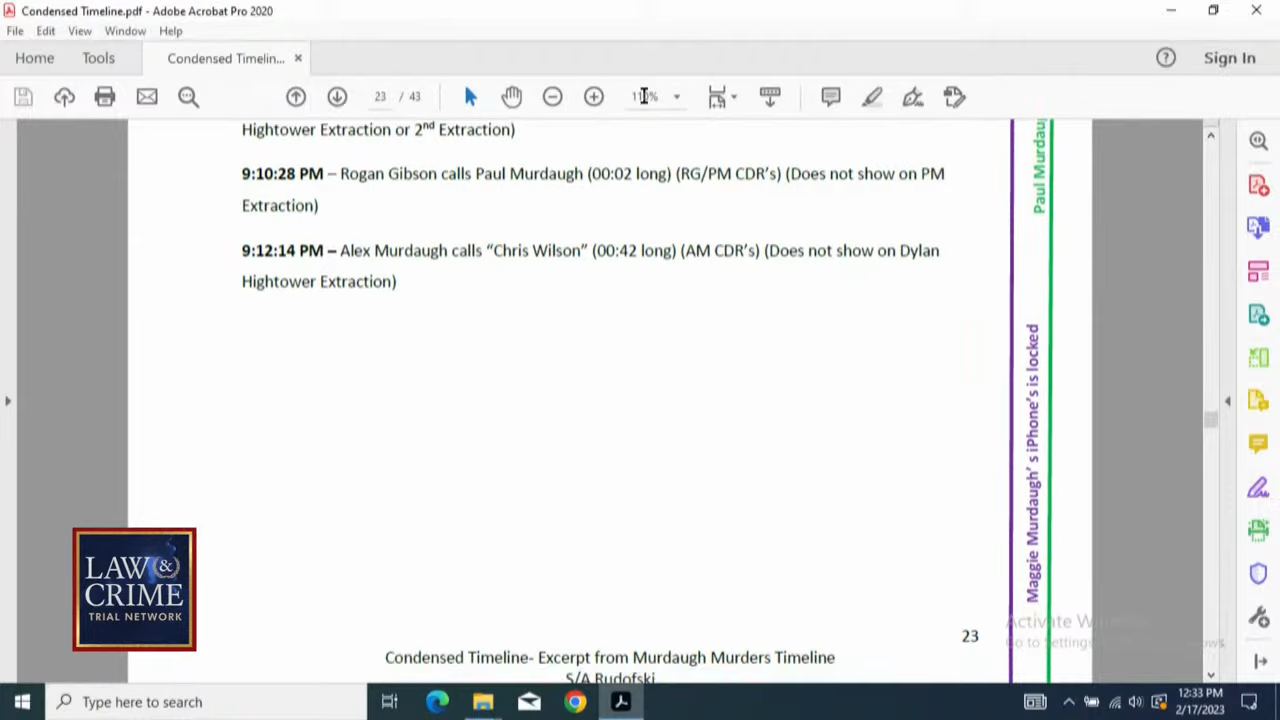 Condensed Timeline.pdf - Adobe Acrobat Pro 2020
File Edit View Window Help
Home Tools Condensed Timelin... × Sign In
23 / 43
Hightower Extraction or 2nd Extraction)
9:10:28 PM – Rogan Gibson calls Paul Murdaugh (00:02 long) (RG/PM CDR's) (Does not show on PM
Extraction)
9:12:14 PM – Alex Murdaugh calls “Chris Wilson” (00:42 long) (AM CDR's) (Does not show on Dylan
Hightower Extraction)
Paul Murdau
Maggie Murdaugh' s iPhone's is locked
LAW &
CRIME
TRIAL NETWORK
23
Activate W
Go to Settings
Condensed Timeline- Excerpt from Murdaugh Murders Timeline
S/A Rudofski
Type here to search
12:33 PM
2/17/2023